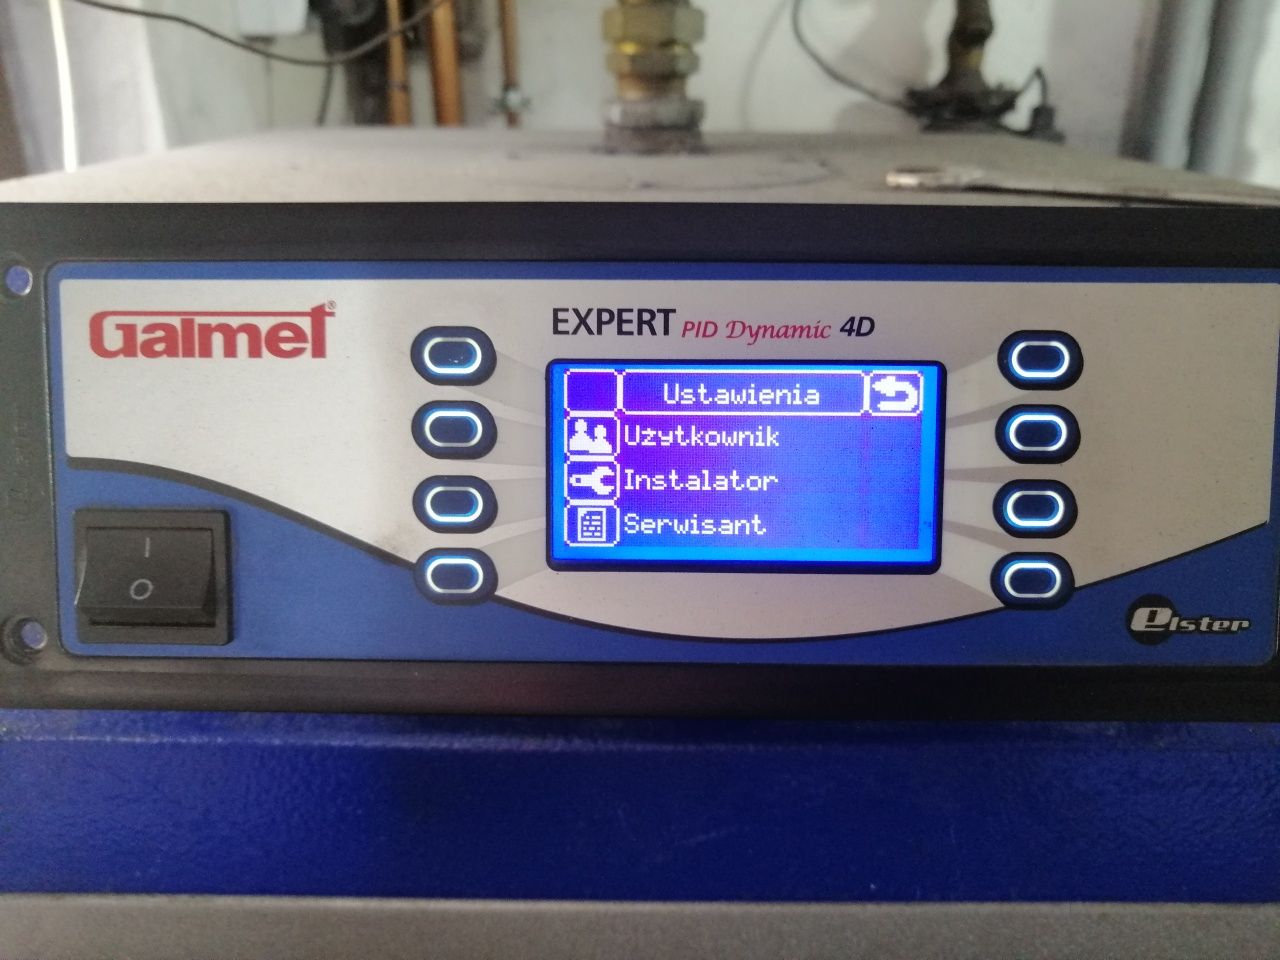 Galmet®
EXPERT PID Dynamic 4D
Ustawienia
Użytkownik
Instalator
Serwisant
I
O
elster